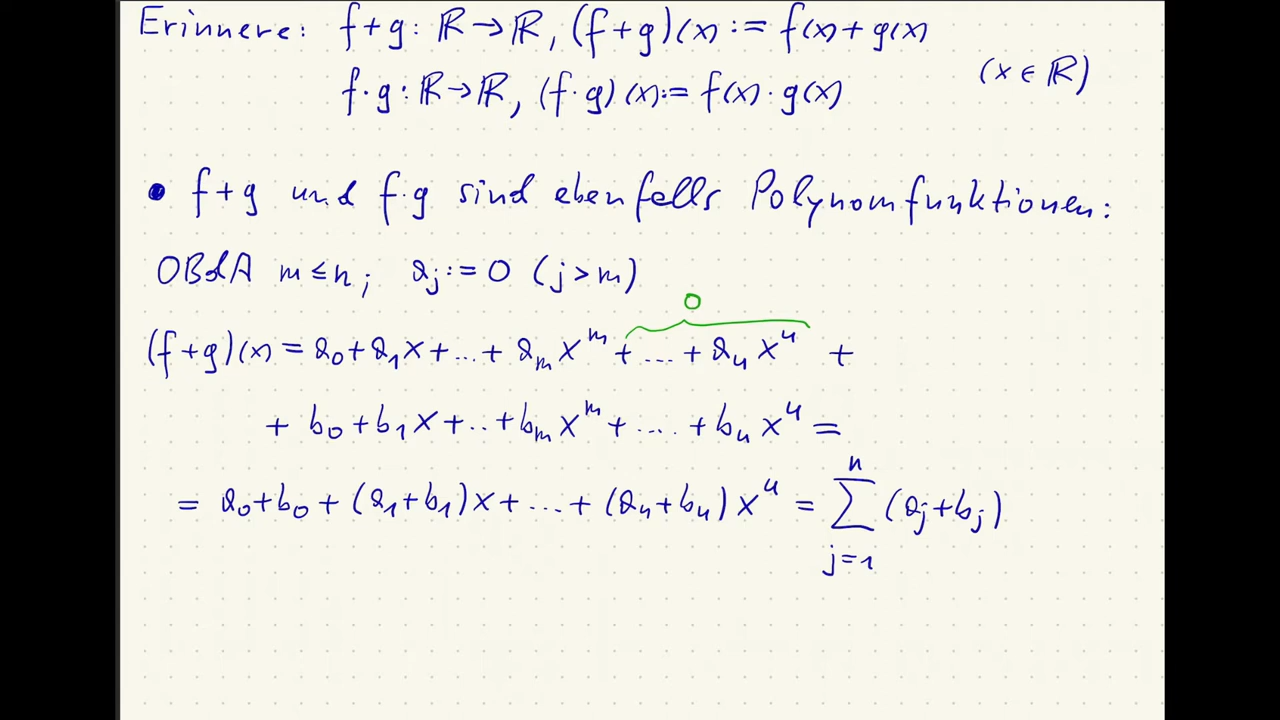 Erinnere: f+g: ℝ→ℝ, (f+g)(x) := f(x)+g(x)
(x ∈ ℝ)
f·g: ℝ→ℝ, (f·g)(x) := f(x)·g(x)
• f+g und f·g sind ebenfalls Polynomfunktionen:
OBdA m ≤ n; a_j := 0 (j>m)
0
(f+g)(x) = a_0+a_1x+...+ a_m x^m +...+ a_n x^n +
+ b_0+b_1x+..+b_m x^m +....+ b_n x^n =
= a_0+b_0+(a_1+b_1)x+...+(a_n+b_n)x^n = ∑_{j=1}^{n} (a_j+b_j)